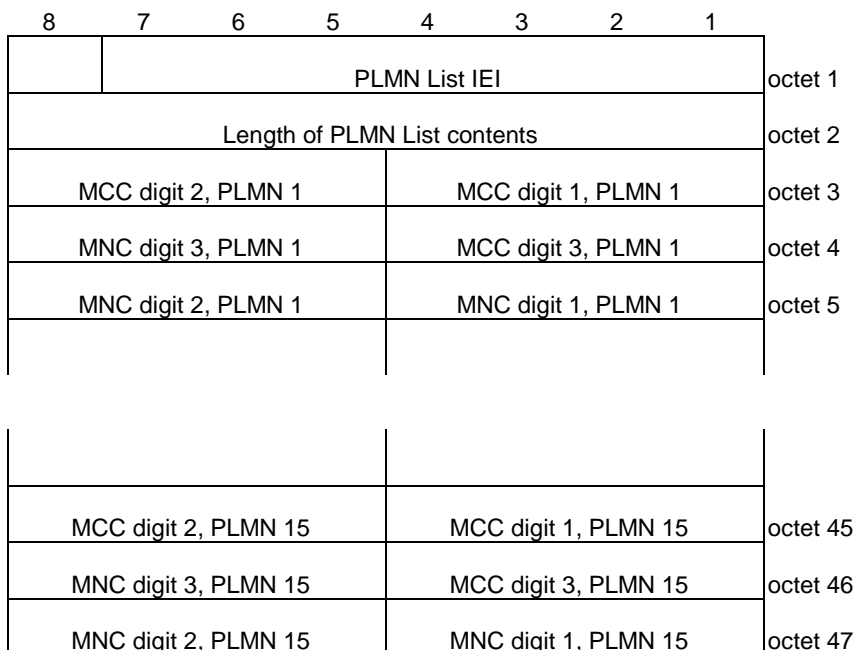 8 7 6 5 4 3 2 1
PLMN List IEI octet 1
Length of PLMN List contents octet 2
MCC digit 2, PLMN 1 MCC digit 1, PLMN 1 octet 3
MNC digit 3, PLMN 1 MCC digit 3, PLMN 1 octet 4
MNC digit 2, PLMN 1 MNC digit 1, PLMN 1 octet 5
MCC digit 2, PLMN 15 MCC digit 1, PLMN 15 octet 45
MNC digit 3, PLMN 15 MCC digit 3, PLMN 15 octet 46
MNC digit 2, PLMN 15 MNC digit 1, PLMN 15 octet 47